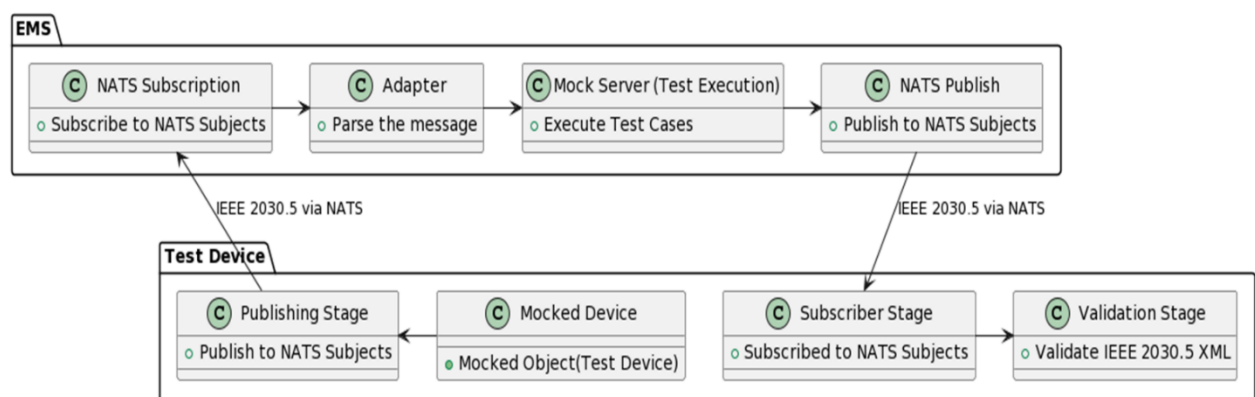 EMS
C NATS Subscription
Subscribe to NATS Subjects
C Adapter
Parse the message
C Mock Server (Test Execution)
Execute Test Cases
C NATS Publish
Publish to NATS Subjects
IEEE 2030.5 via NATS
IEEE 2030.5 via NATS
Test Device
C Publishing Stage
Publish to NATS Subjects
C Mocked Device
Mocked Object(Test Device)
C Subscriber Stage
Subscribed to NATS Subjects
C Validation Stage
Validate IEEE 2030.5 XML